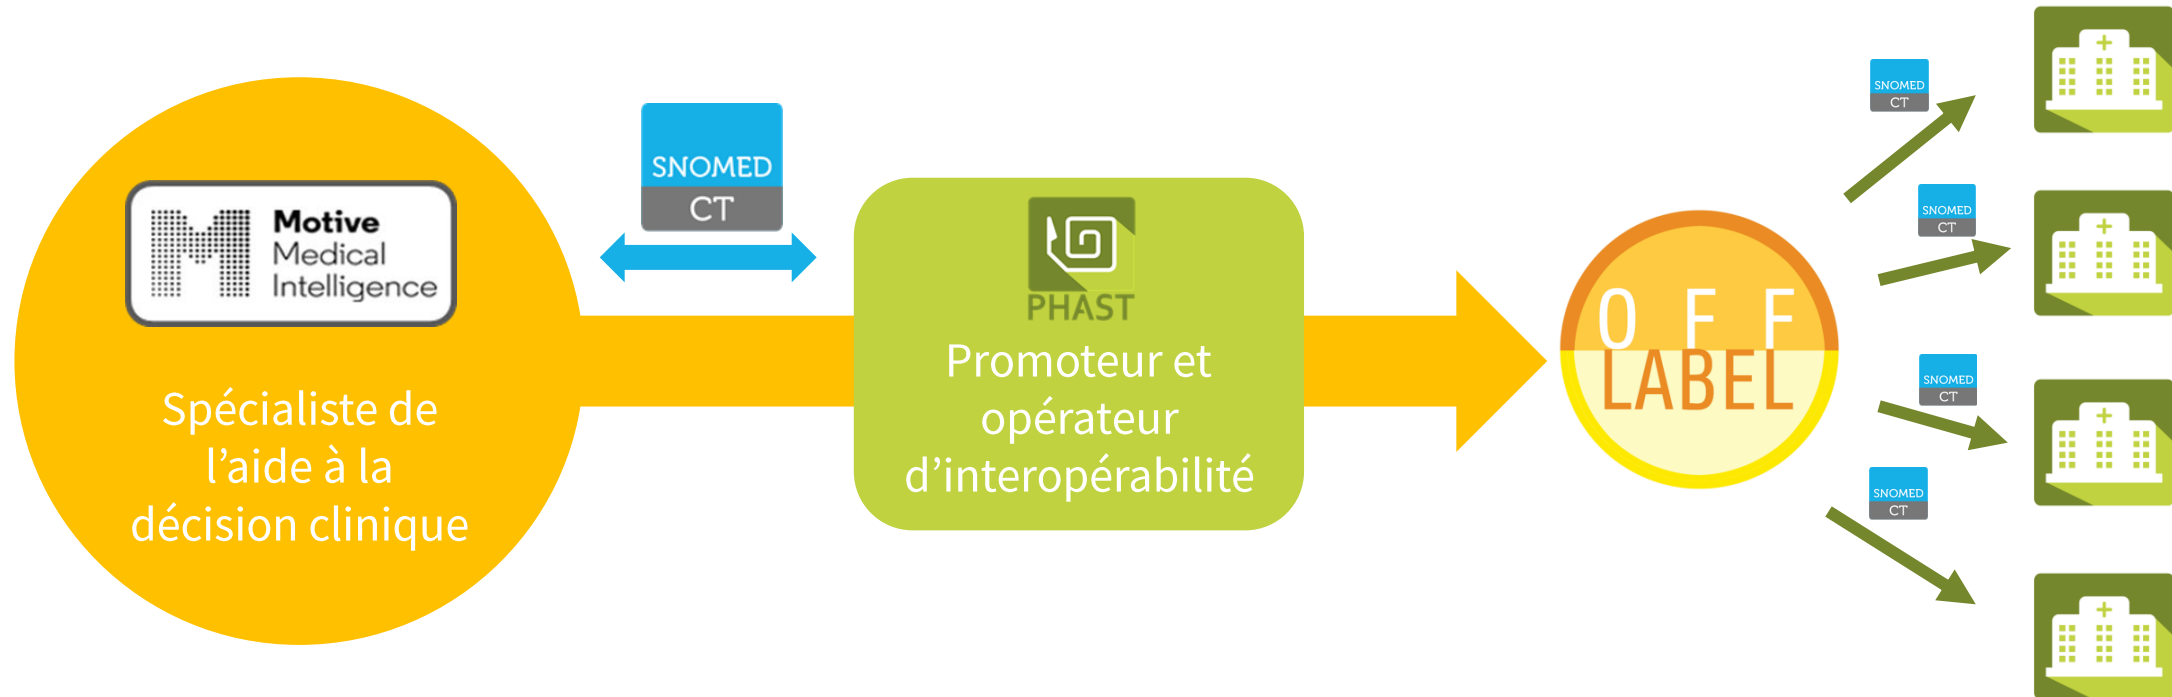 Motive
Medical
Intelligence
Spécialiste de
l’aide à la
décision clinique
SNOMED
CT
PHAST
Promoteur et
opérateur
d’interopérabilité
OFF
LABEL
SNOMED
CT
SNOMED
CT
SNOMED
CT
SNOMED
CT